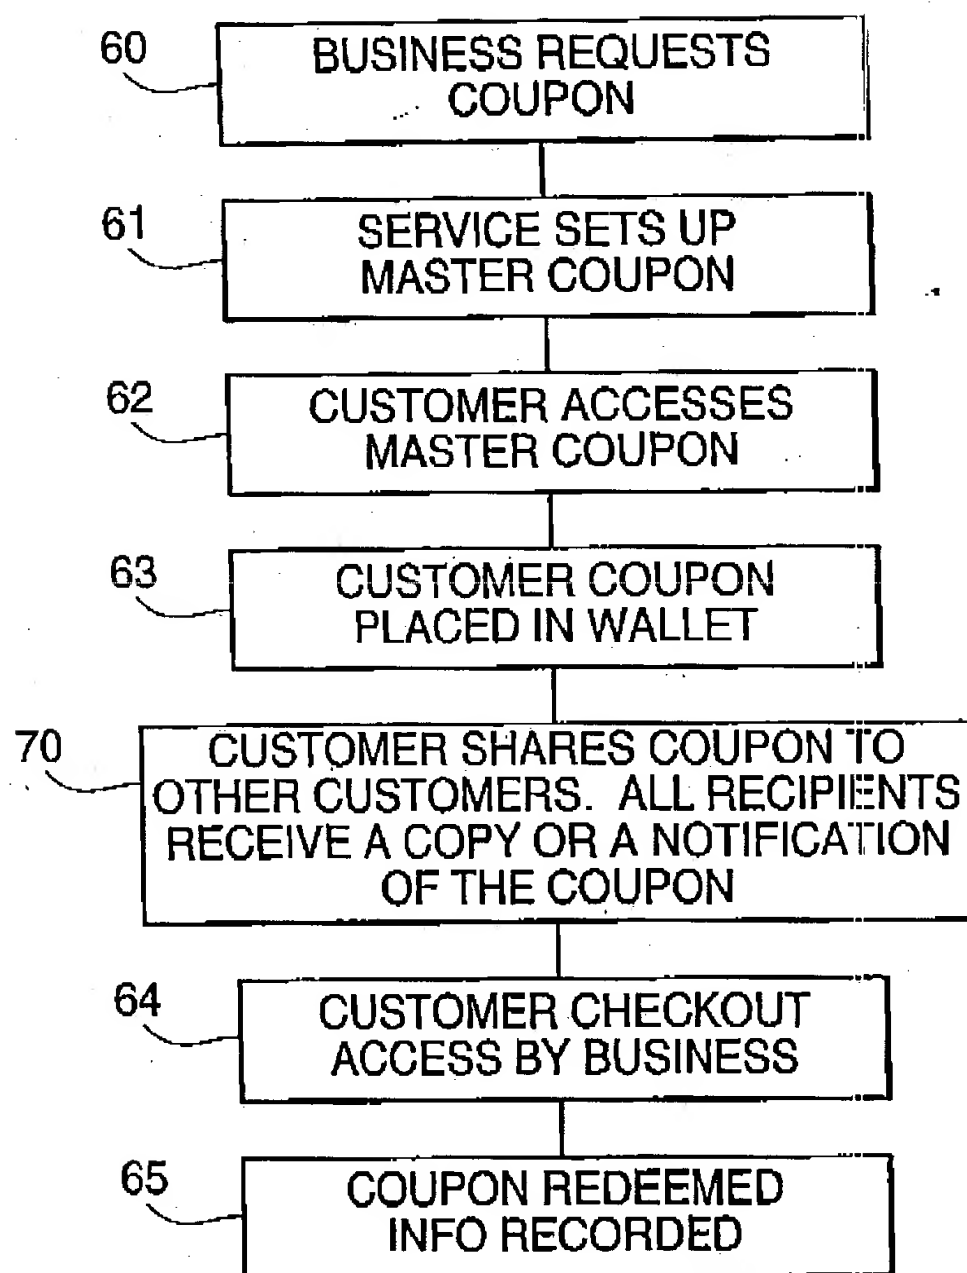 60
BUSINESS REQUESTS
COUPON
61
SERVICE SETS UP
MASTER COUPON
62
CUSTOMER ACCESSES
MASTER COUPON
63
CUSTOMER COUPON
PLACED IN WALLET
70
CUSTOMER SHARES COUPON TO
OTHER CUSTOMERS. ALL RECIPIENTS
RECEIVE A COPY OR A NOTIFICATION
OF THE COUPON
64
CUSTOMER CHECKOUT
ACCESS BY BUSINESS
65
COUPON REDEEMED
INFO RECORDED